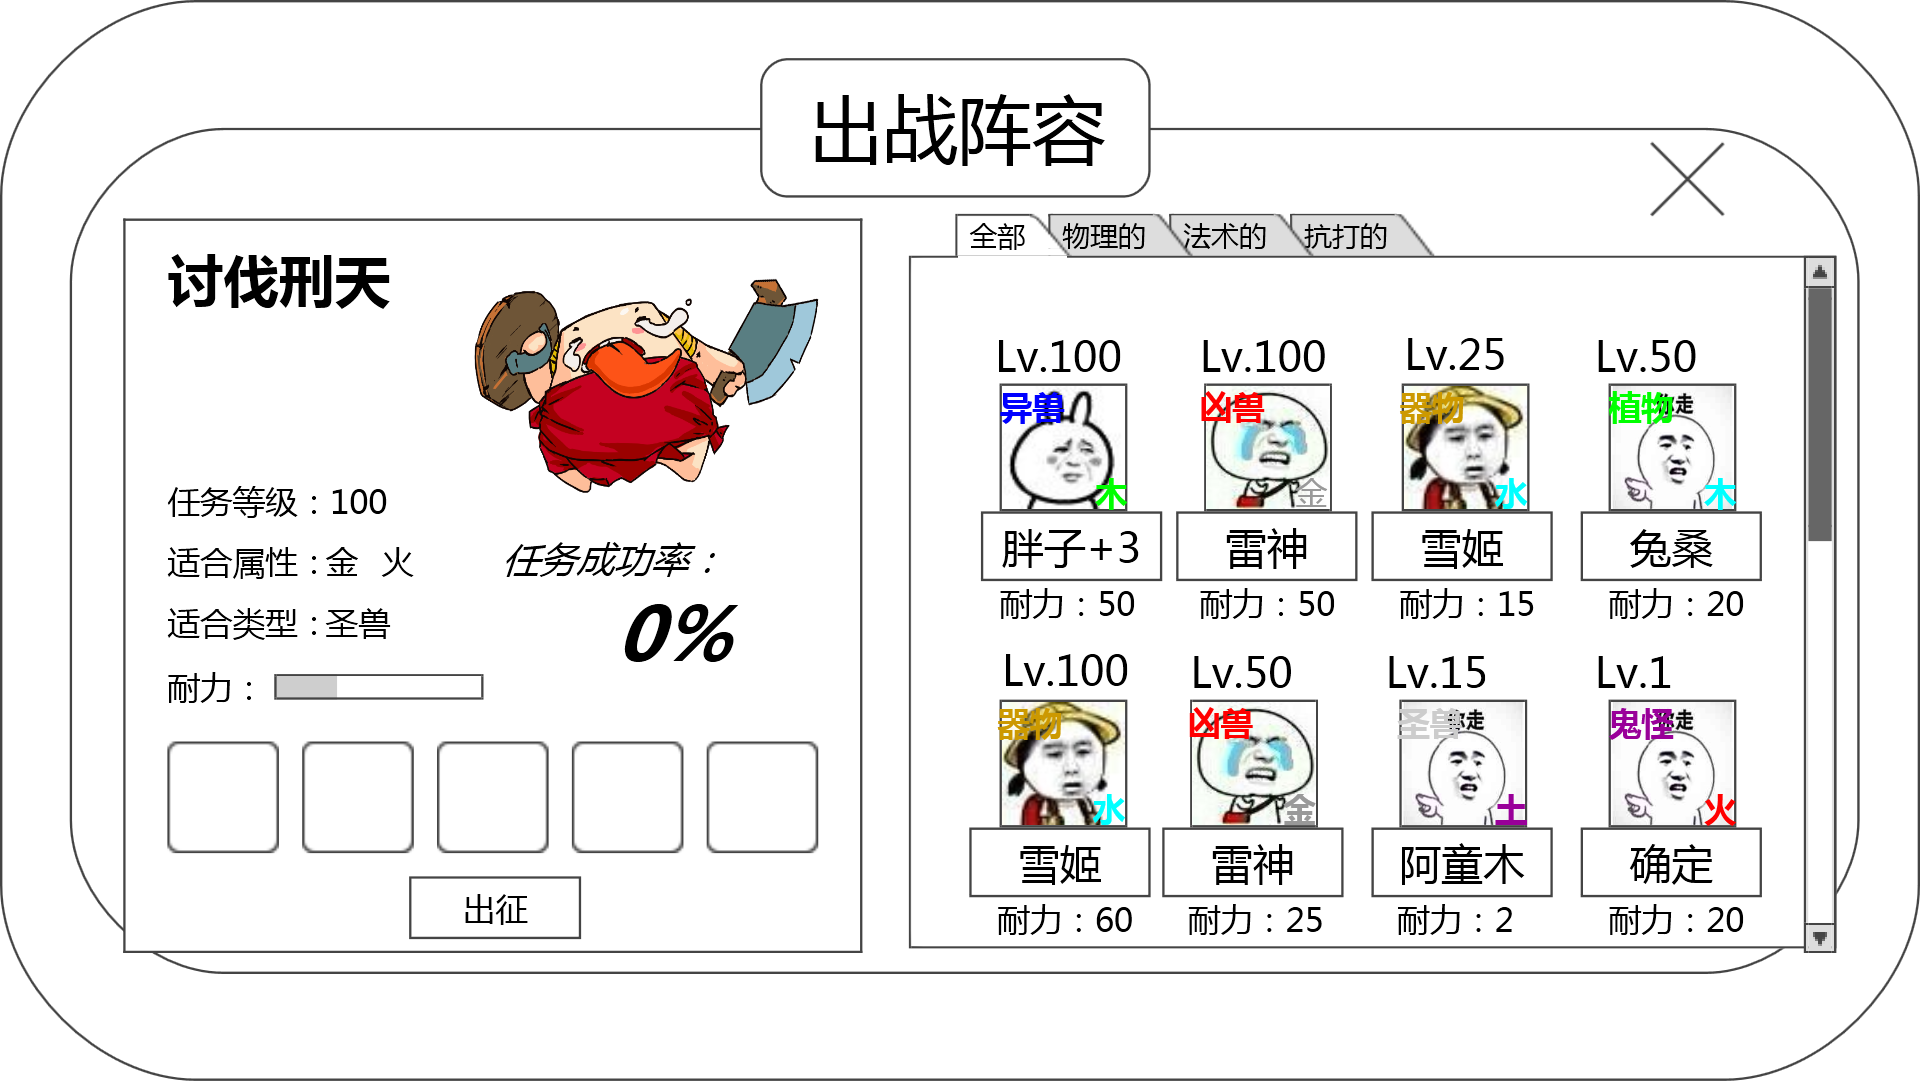 出战阵容
讨伐刑天
任务等级：100
适合属性：金 火
适合类型：圣兽
耐力：
任务成功率：
0%
出征
全部 物理的 法术的 抗打的
Lv.100 Lv.100 Lv.25 Lv.50
异兽 凶兽 器物 植物 走
木 金 水 木
胖子+3 雷神 雪姬 兔桑
耐力：50 耐力：50 耐力：15 耐力：20
Lv.100 Lv.50 Lv.15 Lv.1
器物 凶兽 圣兽 你走 鬼怪 走
水 金 土 火
雪姬 雷神 阿童木 确定
耐力：60 耐力：25 耐力：2 耐力：20